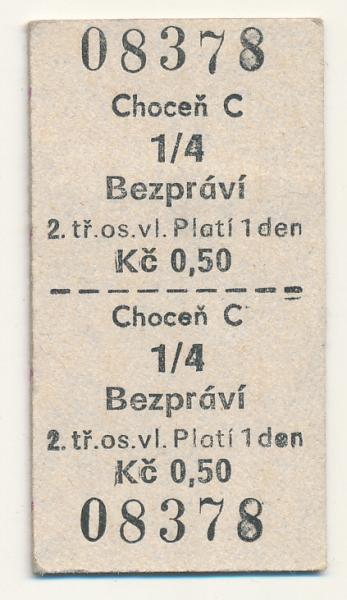 08378
Choceň C
1/4
Bezpráví
2. tř.os.vl. Platí 1 den
Kč 0,50
Choceň C
1/4
Bezpráví
2. tř.os.vl. Platí 1 den
Kč 0,50
08378